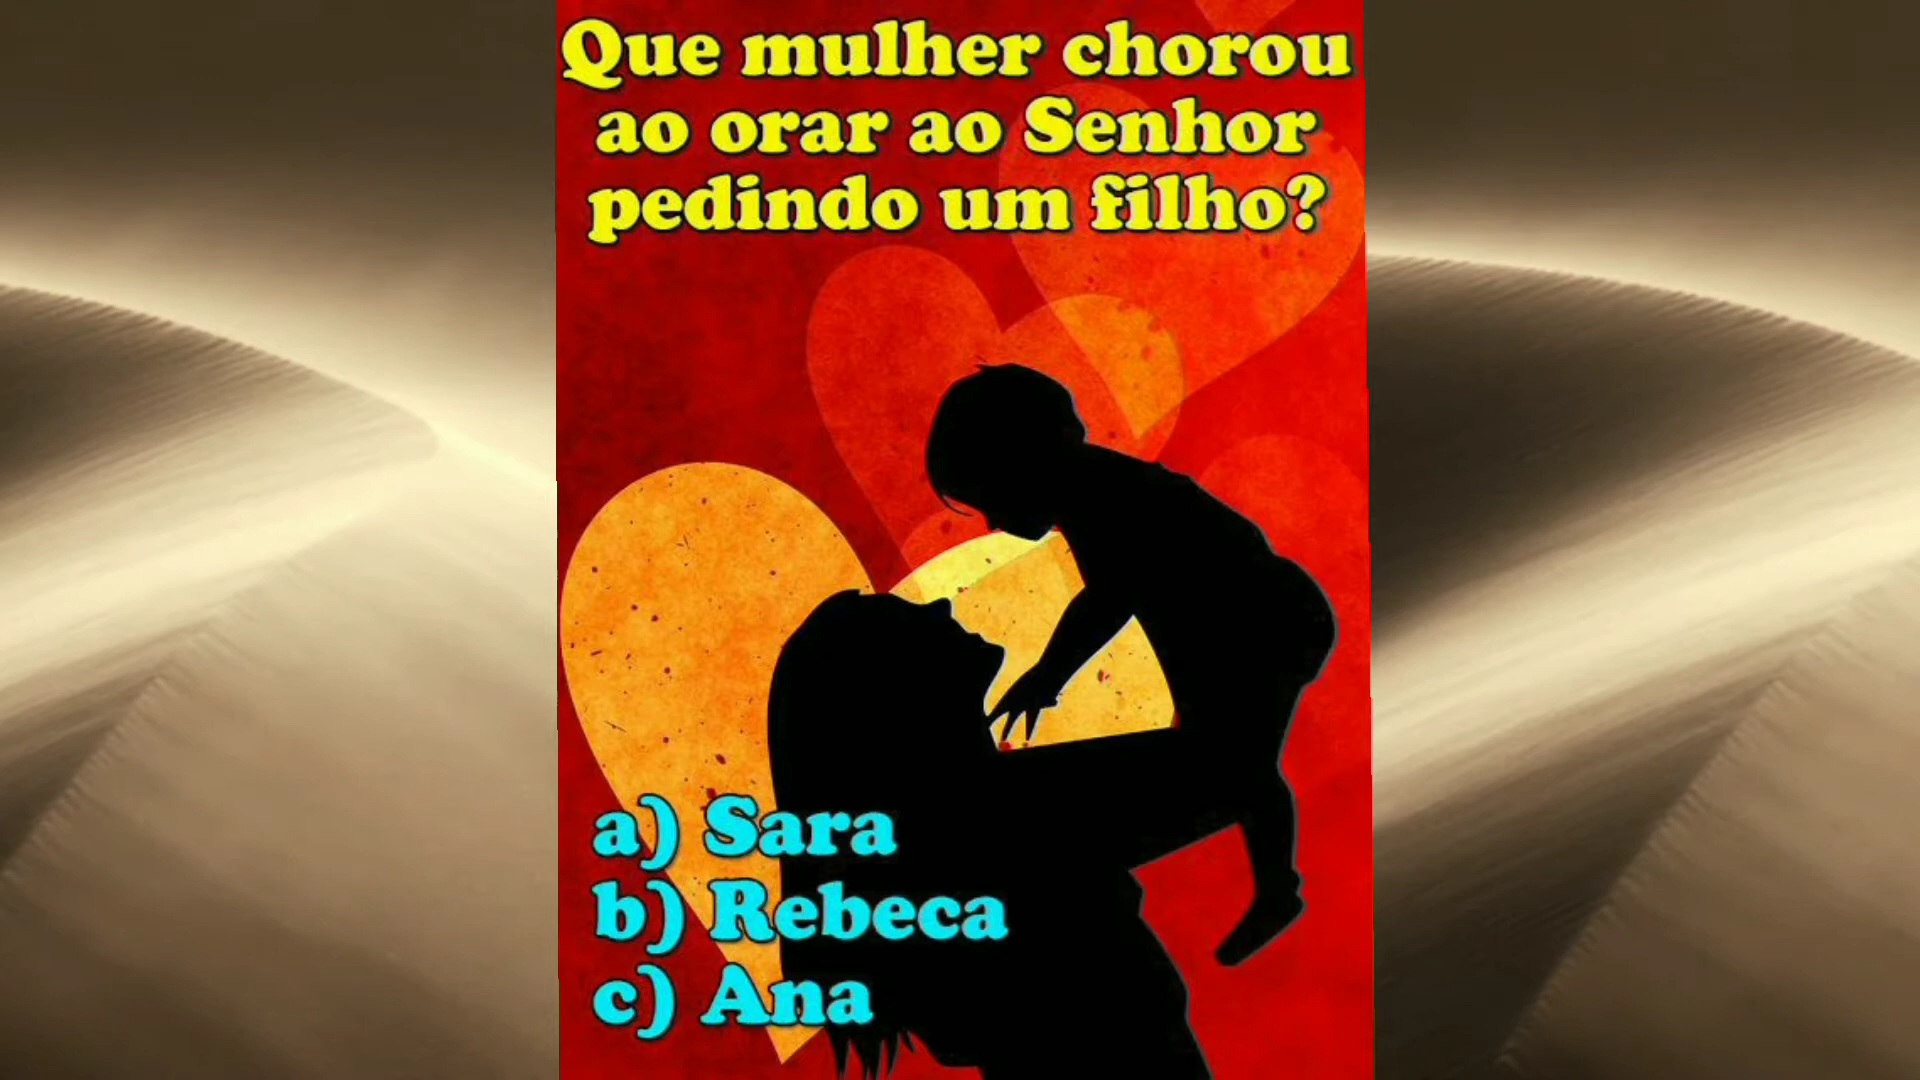 Que mulher chorou
ao orar ao Senhor
pedindo um filho?
a) Sara
b) Rebeca
c) Ana